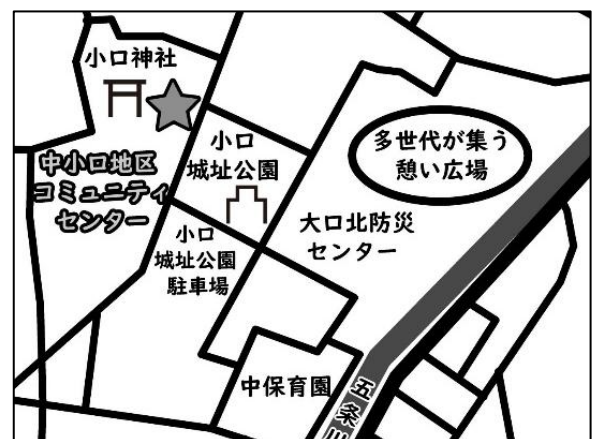 小口神社
中小口地区
コミュニティ
センター
小口
城址公園
小口
城址公園
駐車場
多世代が集う
憩い広場
大口北防災
センター
中保育園
五条川